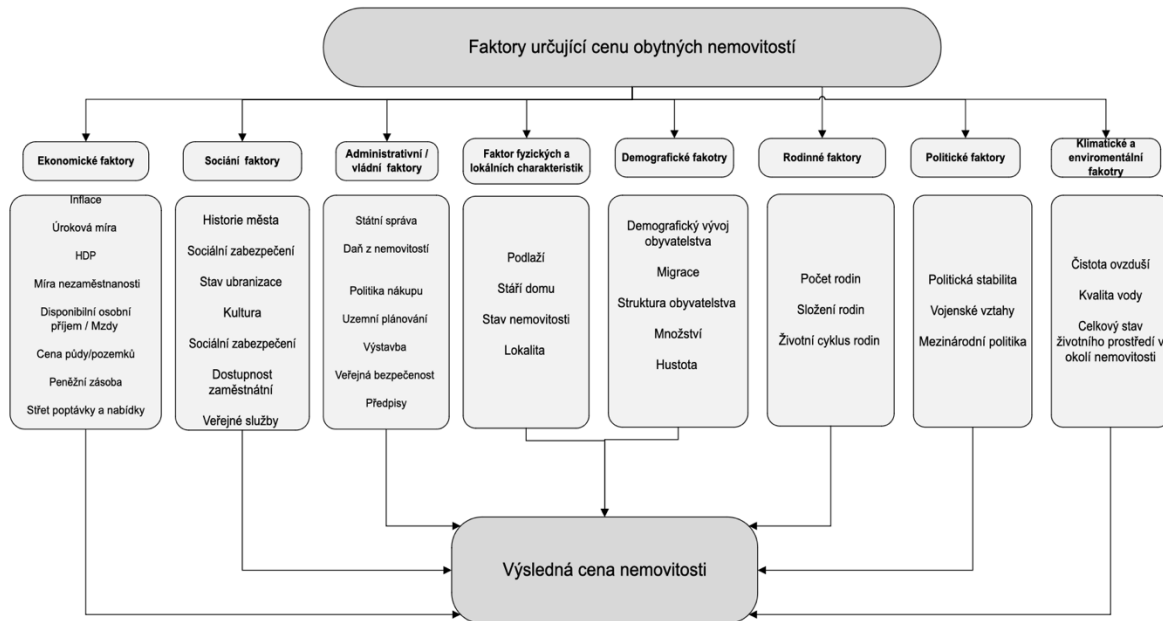 Faktory určující cenu obytných nemovitostí
Ekonomické faktory
Sociání faktory
Administrativní /
vládní faktory
Faktor fyzických a
lokálních charakteristik
Demografické fakotry
Rodinné faktory
Politické faktory
Klimatické a
enviromentální
fakotry
Inflace
Úroková míra
HDP
Míra nezaměstnanosti
Disponibilní osobní
příjem / Mzdy
Cena půdy/pozemků
Peněžní zásoba
Střet poptávky a nabídky
Historie města
Sociální zabezpečení
Stav ubranizace
Kultura
Sociální zabezpečení
Dostupnost
zaměstnátní
Veřejné služby
Státní správa
Daň z nemovitostí
Politika nákupu
Uzemní plánování
Výstavba
Veřejná bezpečenost
Předpisy
Podlaží
Stáří domu
Stav nemovitosti
Lokalita
Demografický vývoj
obyvatelstva
Migrace
Struktura obyvatelstva
Množství
Hustota
Počet rodin
Složení rodin
Životní cyklus rodin
Politická stabilita
Vojenské vztahy
Mezinárodní politika
Čistota ovzduší
Kvalita vody
Celkový stav
životního prostředí v
okolí nemovitosti
Výsledná cena nemovitosti